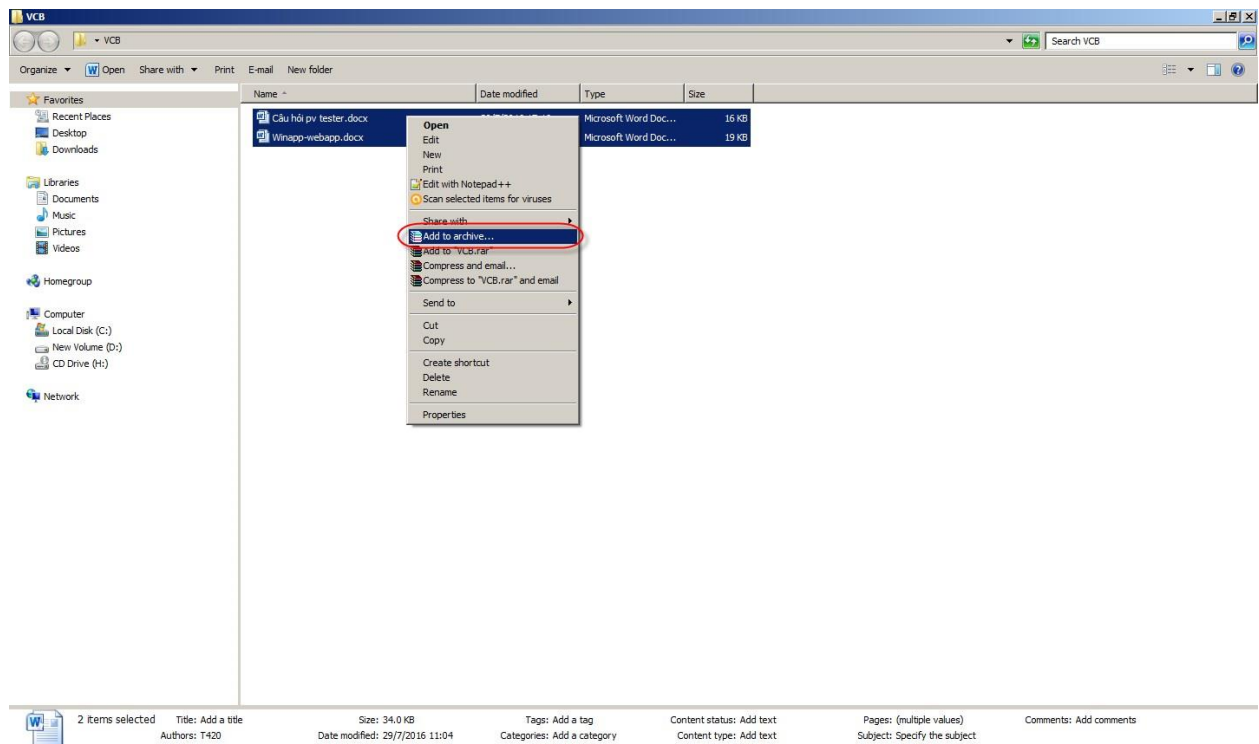 VCB
VCB
Search VCB
Organize Open Share with Print E-mail New folder
Name Date modified Type Size
Favorites
Recent Places
Desktop
Downloads
Libraries
Documents
Music
Pictures
Videos
Homegroup
Computer
Local Disk (C:)
New Volume (D:)
CD Drive (H:)
Network
Câu hỏi pv tester.docx Microsoft Word Doc... 16 KB
Winapp-webapp.docx Microsoft Word Doc... 19 KB
Open
Edit
New
Print
Edit with Notepad++
Scan selected items for viruses
Share with
Add to archive...
Add to "VCB.rar"
Compress and email...
Compress to "VCB.rar" and email
Send to
Cut
Copy
Create shortcut
Delete
Rename
Properties
2 items selected Title: Add a title Size: 34.0 KB Tags: Add a tag Content status: Add text Pages: (multiple values) Comments: Add comments
Authors: T420 Date modified: 29/7/2016 11:04 Categories: Add a category Content type: Add text Subject: Specify the subject